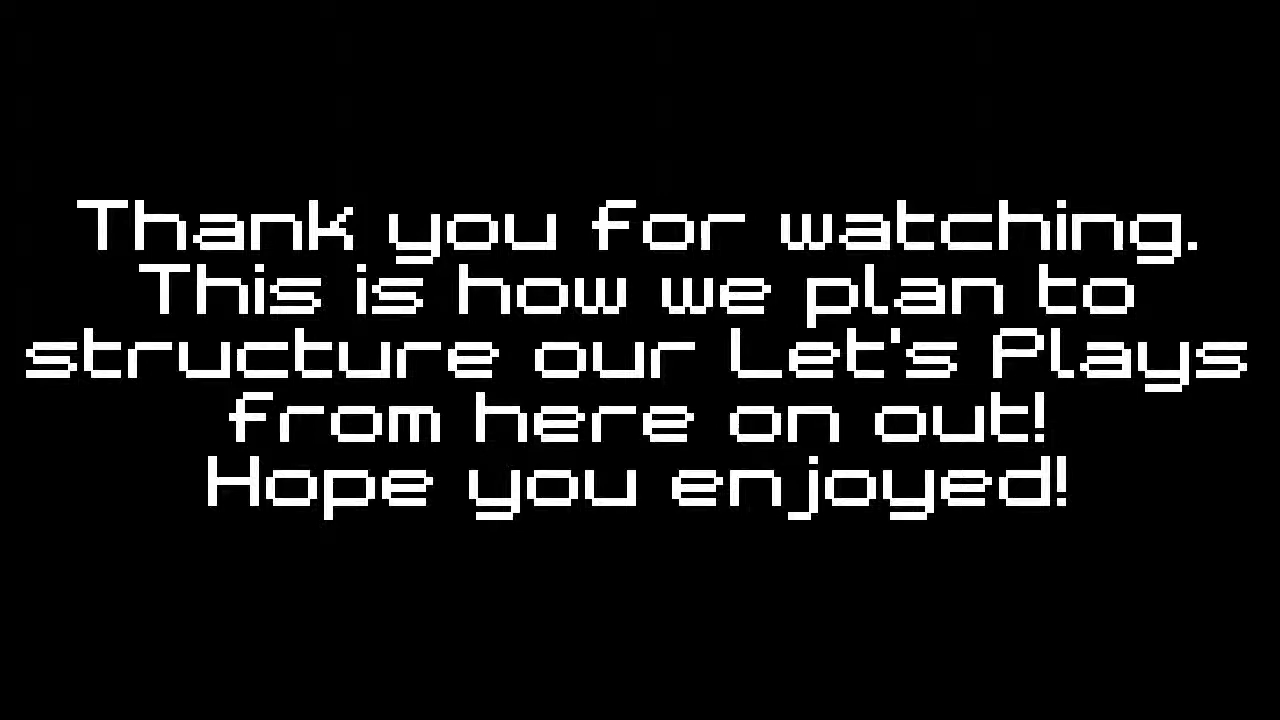 Thank you for watching.
This is how we plan to
structure our Let's Plays
from here on out!
Hope you enjoyed!